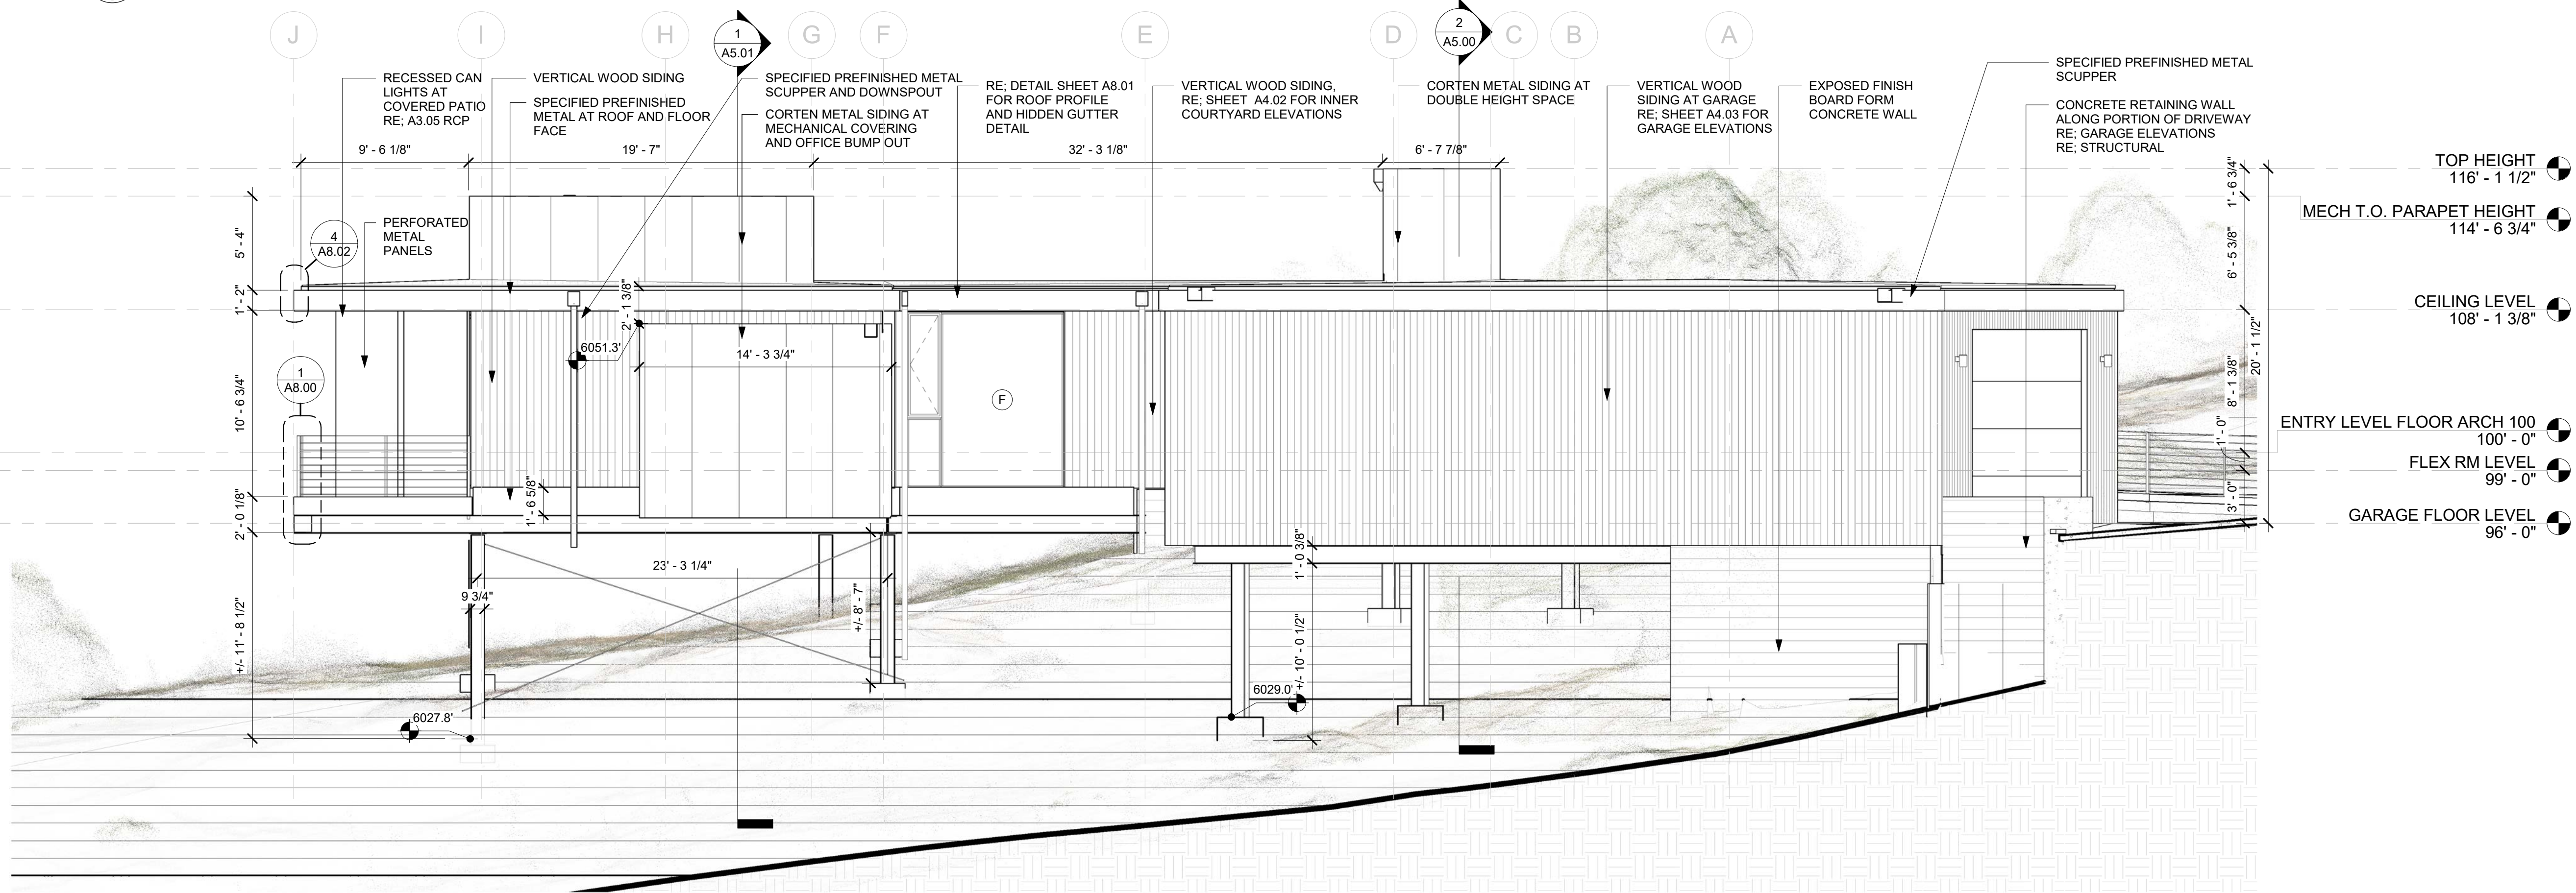 J
I
H
1
A5.01
G
F
E
D
2
A5.00
C
B
A
RECESSED CAN
LIGHTS AT
COVERED PATIO
RE; A3.05 RCP
VERTICAL WOOD SIDING
SPECIFIED PREFINISHED
METAL AT ROOF AND FLOOR
FACE
SPECIFIED PREFINISHED METAL
SCUPPER AND DOWNSPOUT
CORTEN METAL SIDING AT
MECHANICAL COVERING
AND OFFICE BUMP OUT
RE; DETAIL SHEET A8.01
FOR ROOF PROFILE
AND HIDDEN GUTTER
DETAIL
VERTICAL WOOD SIDING,
RE; SHEET A4.02 FOR INNER
COURTYARD ELEVATIONS
CORTEN METAL SIDING AT
DOUBLE HEIGHT SPACE
VERTICAL WOOD
SIDING AT GARAGE
RE; SHEET A4.03 FOR
GARAGE ELEVATIONS
EXPOSED FINISH
BOARD FORM
CONCRETE WALL
SPECIFIED PREFINISHED METAL
SCUPPER
CONCRETE RETAINING WALL
ALONG PORTION OF DRIVEWAY
RE; GARAGE ELEVATIONS
RE; STRUCTURAL
9' - 6 1/8"
19' - 7"
32' - 3 1/8"
6' - 7 7/8"
TOP HEIGHT
116' - 1 1/2"
MECH T.O. PARAPET HEIGHT
114' - 6 3/4"
CEILING LEVEL
108' - 1 3/8"
ENTRY LEVEL FLOOR ARCH 100
100' - 0"
FLEX RM LEVEL
99' - 0"
GARAGE FLOOR LEVEL
96' - 0"
1' - 6 3/4"
6' - 5 3/8"
8' - 1 3/8"
20' - 1 1/2"
1' - 0"
3' - 0"
PERFORATED
METAL
PANELS
4
A8.02
1
A8.00
5' - 4"
1' - 2"
10' - 6 3/4"
2' - 0 1/8"
+/- 11' - 8 1/2"
2' - 1 3/8"
6051.3'
14' - 3 3/4"
F
1' - 6 5/8"
23' - 3 1/4"
9 3/4"
+/- 8' - 7"
1' - 0 3/8"
+/- 10' - 0 1/2"
6029.0'
6027.8'